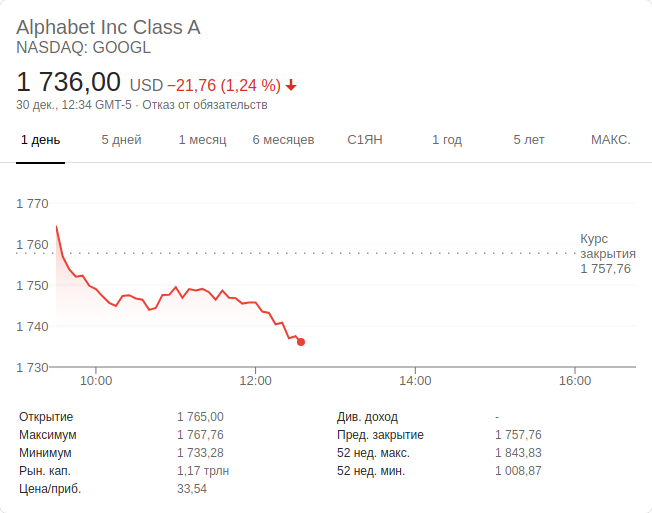 Alphabet Inc Class A
NASDAQ: GOOGL
1 736,00 USD −21,76 (1,24 %)
30 дек., 12:34 GMT-5 · Отказ от обязательств
1 день 5 дней 1 месяц 6 месяцев С1ЯН 1 год 5 лет МАКС.
1 770
1 760
1 750
1 740
1 730
Курс
закрытия
1 757,76
10:00 12:00 14:00 16:00
Открытие 1 765,00 Див. доход -
Максимум 1 767,76 Пред. закрытие 1 757,76
Минимум 1 733,28 52 нед. макс. 1 843,83
Рын. кап. 1,17 трлн 52 нед. мин. 1 008,87
Цена/приб. 33,54